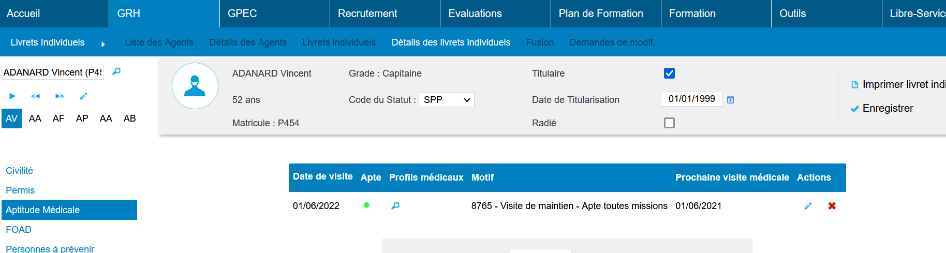 Accueil GRH GPEC Recrutement Evaluations Plan de Formation Formation Outils Libre-Servic
Livrets Individuels Liste des Agents Détails des Agents Livrets Individuels Détails des livrets individuels Fusion Demandes de modif.
ADANARD Vincent (P45
AV AA AF AP AA AB
ADANARD Vincent Grade : Capitaine Titulaire Imprimer livret indi
52 ans Code du Statut : SPP Date de Titularisation 01/01/1999 Enregistrer
Matricule : P454 Radié
Civilité
Permis
Aptitude Médicale
FOAD
Personnes à prévenir
Date de visite Apte Profils médicaux Motif Prochaine visite médicale Actions
01/06/2022 8765 - Visite de maintien - Apte toutes missions 01/06/2021